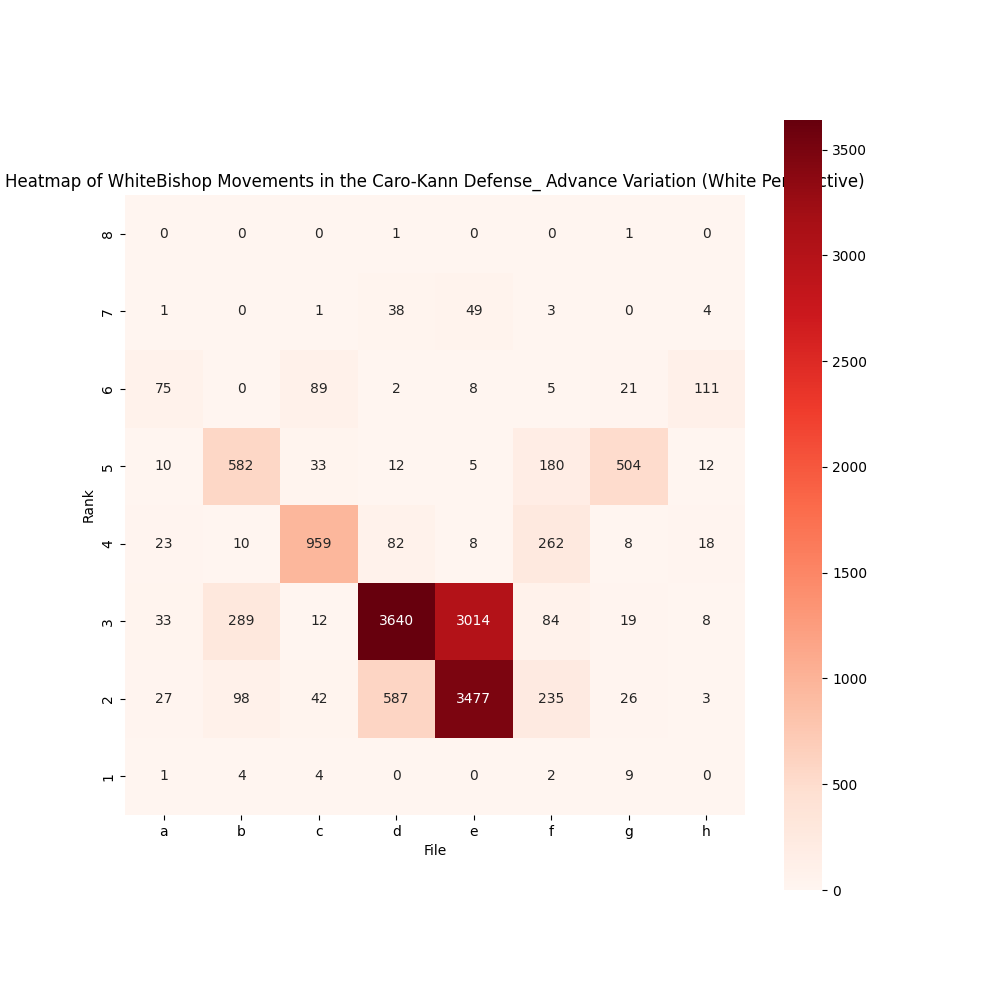 Heatmap of WhiteBishop Movements in the Caro-Kann Defense_ Advance Variation (White Pe ctive)
3500
3000
2500
2000
1500
1000
500
0
Rank
8 0 0 0 1 0 0 1 0
7 1 0 1 38 49 3 0 4
6 75 0 89 2 8 5 21 111
5 10 582 33 12 5 180 504 12
4 23 10 959 82 8 262 8 18
3 33 289 12 3640 3014 84 19 8
2 27 98 42 587 3477 235 26 3
1 1 4 4 0 0 2 9 0
a b c d e f g h
File